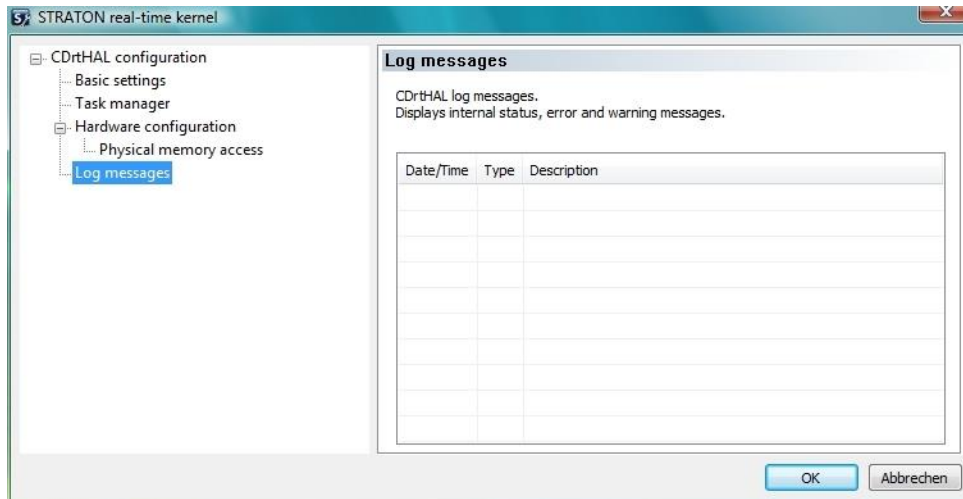 STRATON real-time kernel
CDrtHAL configuration
Basic settings
Task manager
Hardware configuration
Physical memory access
Log messages
Log messages
CDrtHAL log messages.
Displays internal status, error and warning messages.
Date/Time Type Description
OK Abbrechen